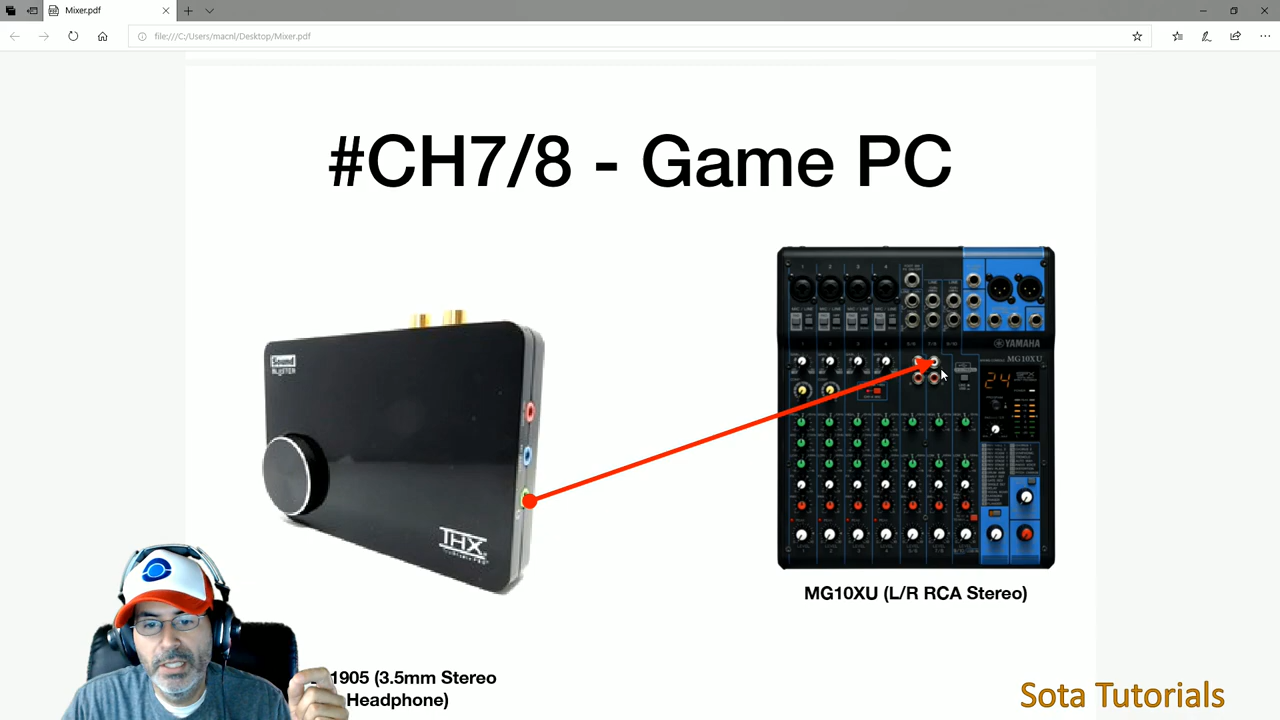 Mixer.pdf
file:///C:/Users/macnl/Desktop/Mixer.pdf
#CH7/8 - Game PC
Sound
BLASTER
THX
YAMAHA
MG10XU
24
MG10XU (L/R RCA Stereo)
1905 (3.5mm Stereo
Headphone)
Sota Tutorials